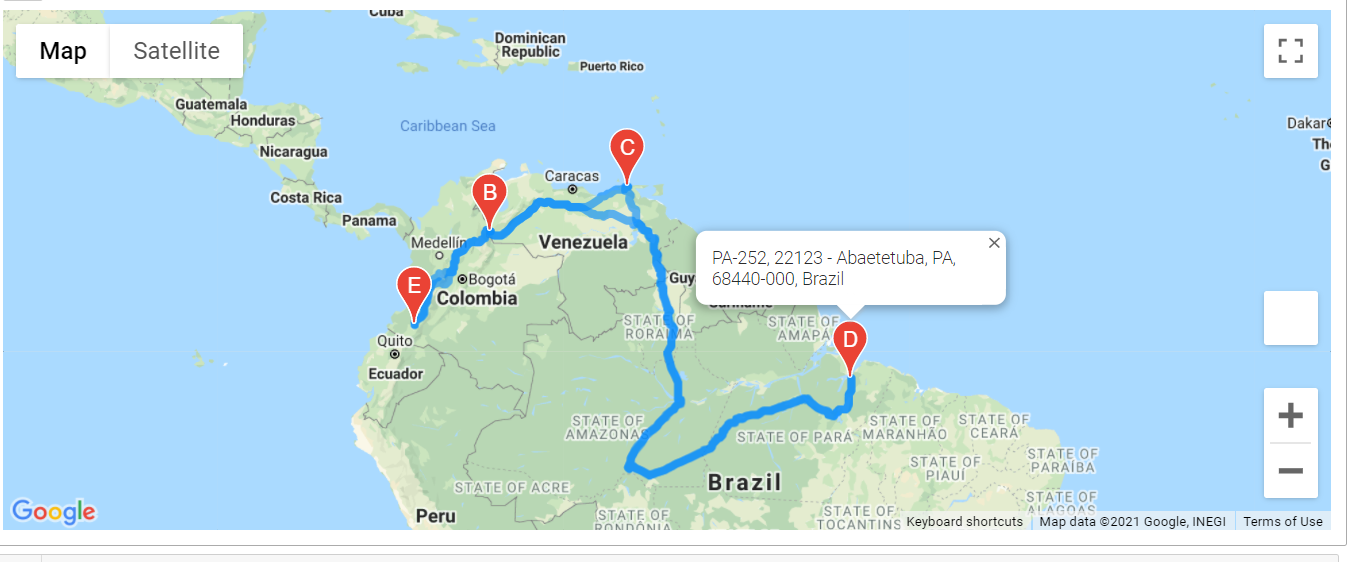 Cuba
Map
Satellite
Dominican
Republic
Puerto Rico
Guatemala
Honduras
Caribbean Sea
Dakar
Th
G
Nicaragua
C
Caracas
Costa Rica
B
Panama
Medellín
Venezuela
PA-252, 22123 - Abaetetuba, PA,
68440-000, Brazil
Bogotá
Guy
E
Colombia
STATE OF
RORAIMA
STATE OF
AMAPÁ
D
Quito
Ecuador
STATE OF
AMAZONAS
STATE OF PARÁ
STATE OF
MARANHÃO
STATE OF
CEARÁ
STATE OF
PARAÍBA
STATE OF
PIAUÍ
Brazil
STATE OF ACRE
STATE OF
ALAGOAS
Google
Peru
STATE OF
RONDÔNIA
STATE OF
TOCANTINS
Keyboard shortcuts
Map data ©2021 Google, INEGI
Terms of Use